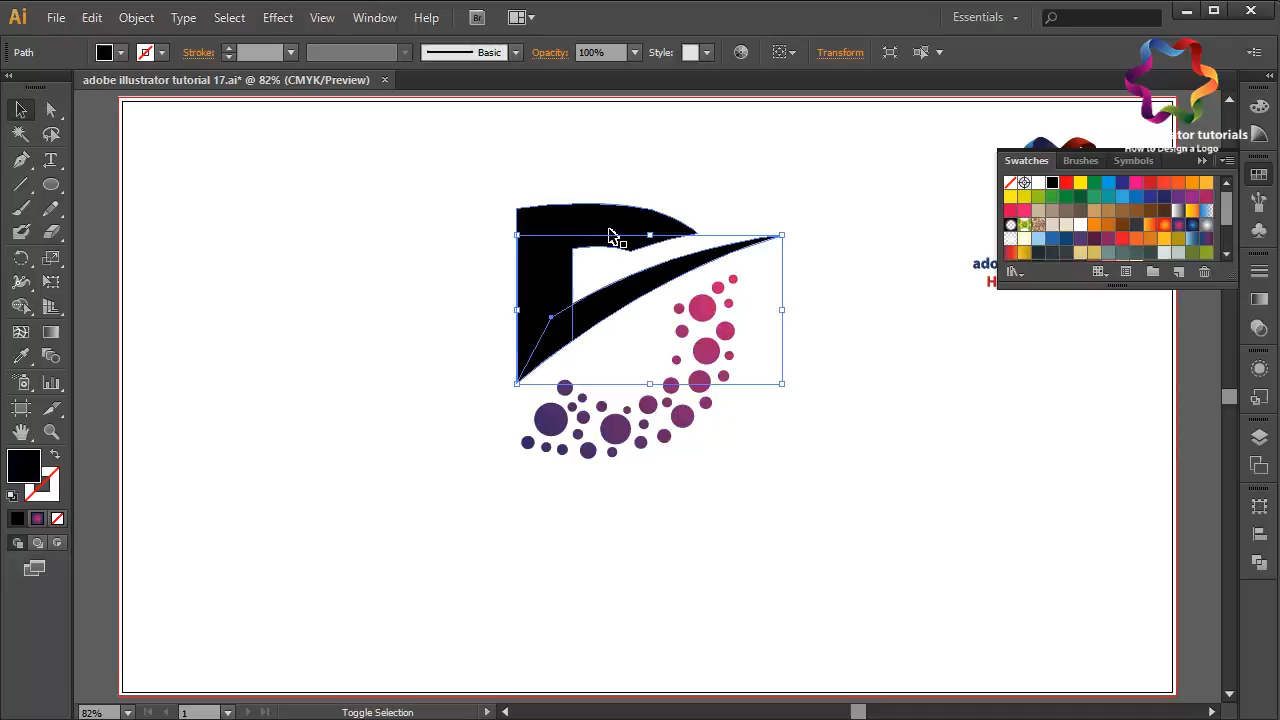 Ai File Edit Object Type Select Effect View Window Help Br Essentials
Path Stroke: Basic Opacity: 100% Style: Transform
adobe illustrator tutorial 17.ai* @ 82% (CMYK/Preview) ×
tor tutorials
How to Design a Logo
Swatches Brushes Symbols
ado
H
82% 1 Toggle Selection